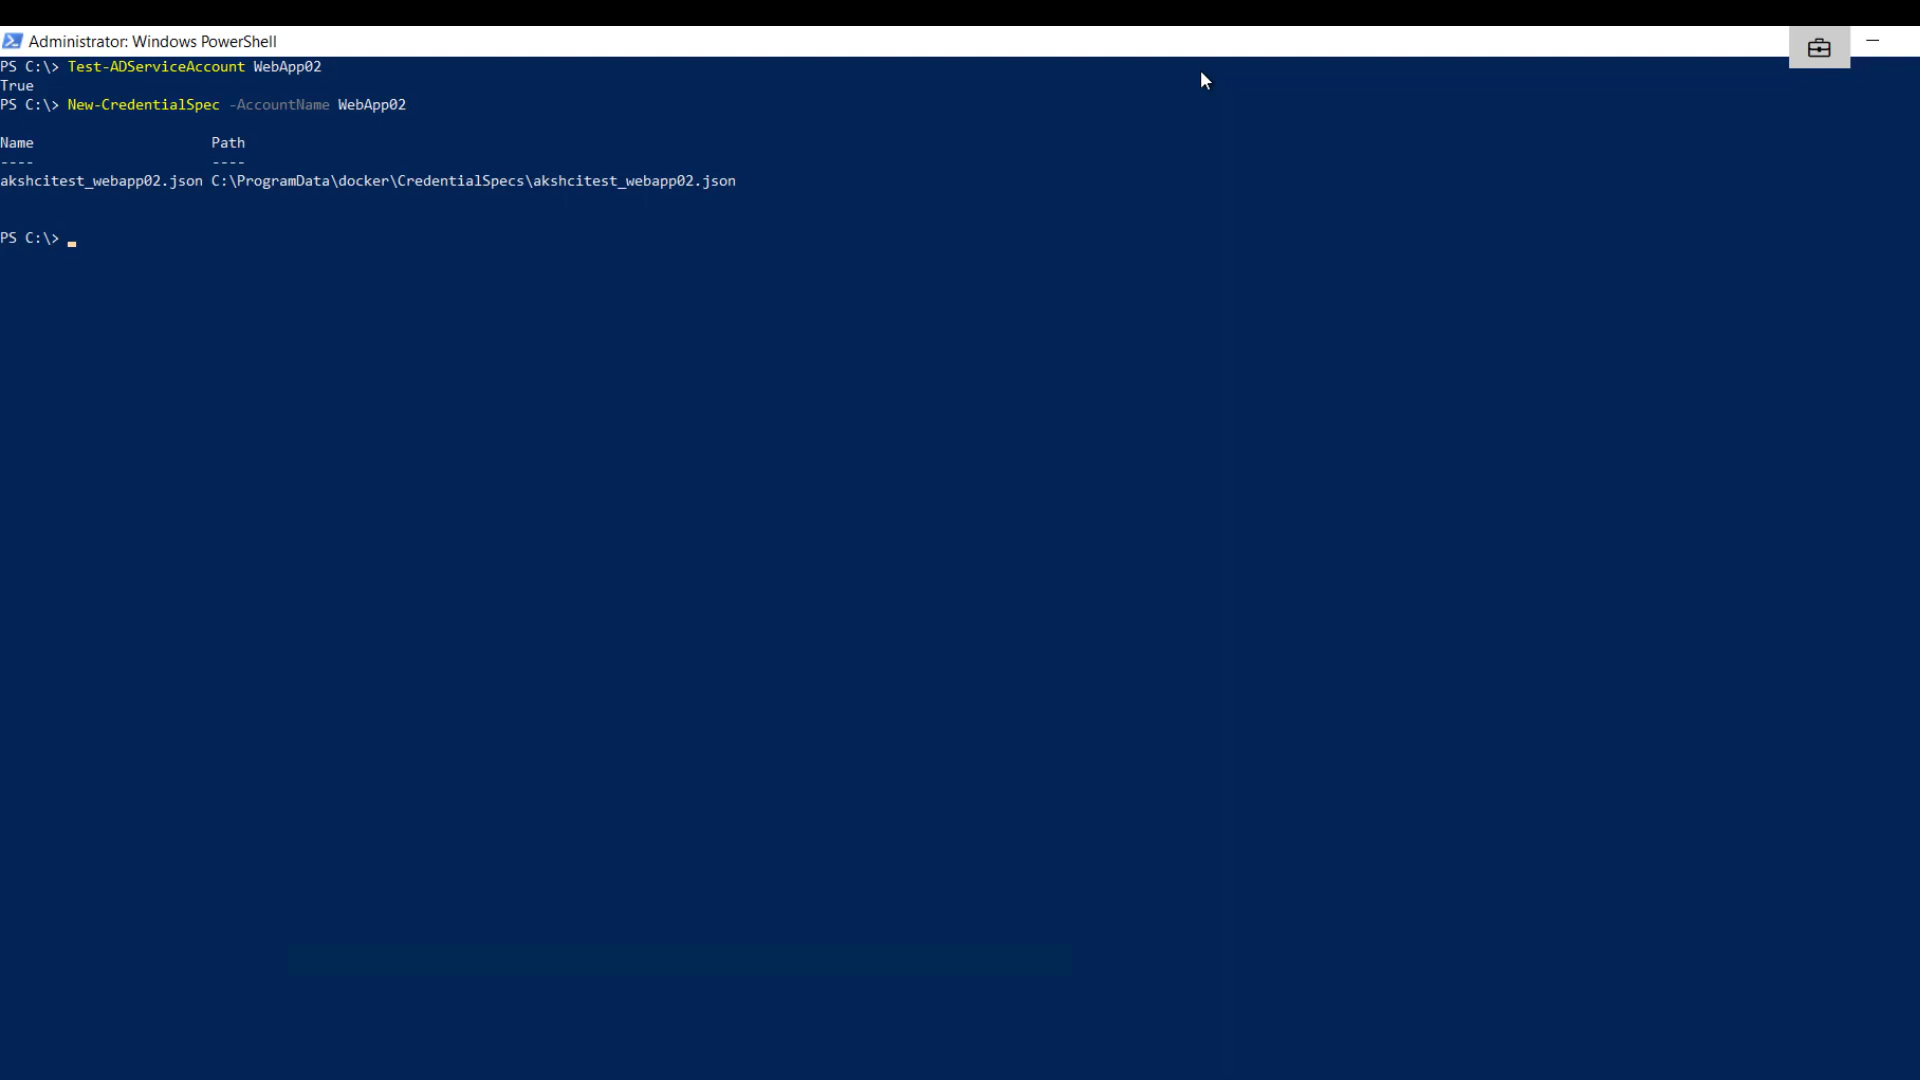 Administrator: Windows PowerShell
PS C:\> Test-ADServiceAccount WebApp02
True
PS C:\> New-CredentialSpec -AccountName WebApp02
Name                     Path
----                     ----
akshcitest_webapp02.json C:\ProgramData\docker\CredentialSpecs\akshcitest_webapp02.json
PS C:\>